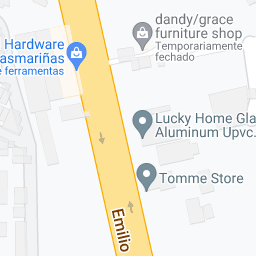 dandy/grace
furniture shop
Temporariamente
fechado
Hardware
asmariñas
e ferramentas
Lucky Home Gla
Aluminum Upvc.
Tomme Store
Emilio